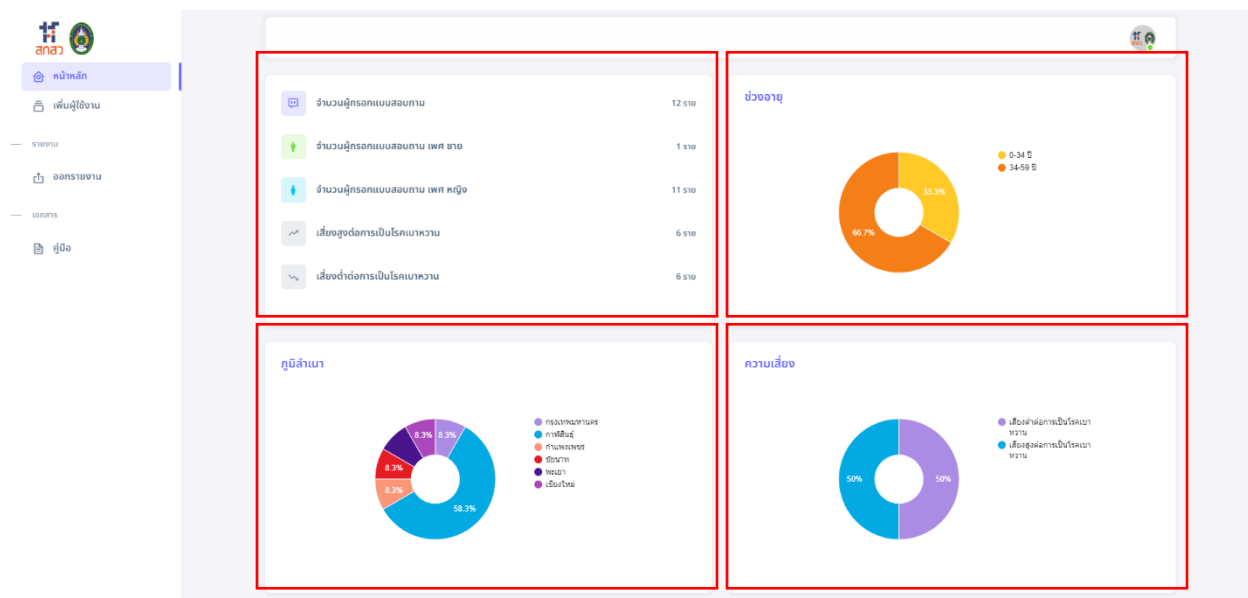 สกสว
หน้าหลัก
เพิ่มผู้ใช้งาน
รายงาน
ออกรายงาน
เอกสาร
คู่มือ
จำนวนผู้กรอกแบบสอบถาม 12 ราย
จำนวนผู้กรอกแบบสอบถาม เพศ ชาย 1 ราย
จำนวนผู้กรอกแบบสอบถาม เพศ หญิง 11 ราย
เสี่ยงสูงต่อการเป็นโรคเบาหวาน 6 ราย
เสี่ยงต่ำต่อการเป็นโรคเบาหวาน 6 ราย
ช่วงอายุ
0-34 ปี
34-59 ปี
33.3%
66.7%
ภูมิลำเนา
กรุงเทพมหานคร
กาฬสินธุ์
กำแพงเพชร
ชัยนาท
พะเยา
เชียงใหม่
8.3% 8.3%
8.3%
8.3%
58.3%
ความเสี่ยง
เสี่ยงต่ำต่อการเป็นโรคเบา
หวาน
เสี่ยงสูงต่อการเป็นโรคเบา
หวาน
50% 50%